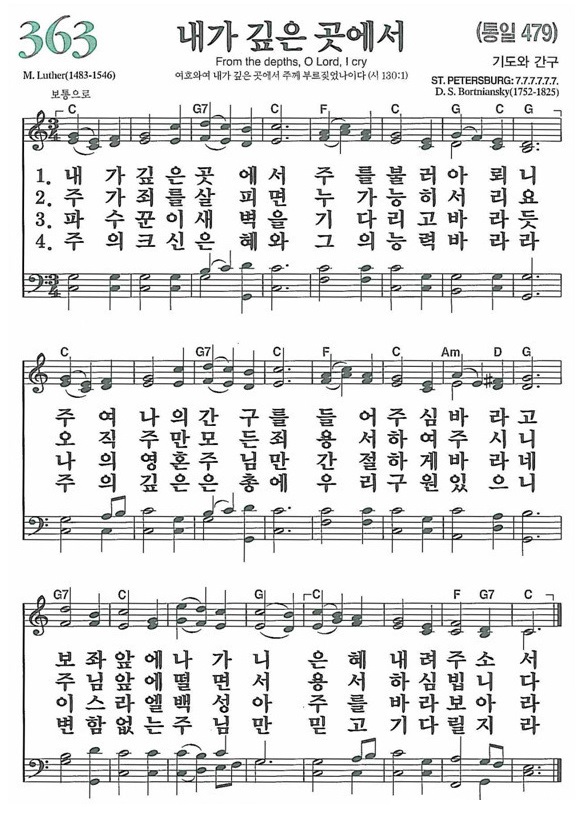 363
내가 깊은 곳에서
(통일 479)
From the depths, O Lord, I cry
M. Luther(1483-1546)
여호와여 내가 깊은 곳에서 주께 부르짖었나이다 (시 130:1)
기도와 간구
ST. PETERSBURG: 7.7.7.7.7.7.
D. S. Bortniansky(1752-1825)
보통으로
C G7 C F C G C G
1. 내 가 깊 은 곳 에 서 주 를 불 러 아 뢰 니
2. 주 가 죄 를 살 피 면 누 가 능 히 서 리 요
3. 파 수 꾼 이 새 벽 을 기 다 리 고 바 라 듯
4. 주 의 크 신 은 혜 와 그 의 능 력 바 라 라
C G7 C F C Am D G
주 여 나 의 간 구 를 들 어 주 심 바 라 고
오 직 주 만 모 든 죄 용 서 하 여 주 시 니
나 의 영 혼 주 님 만 간 절 하 게 바 라 네
주 의 깊 은 은 총 에 우 리 구 원 있 으 니
G7 C G C G C F G7 C
보 좌 앞 에 나 가 니 은 혜 내 려 주 소 서
주 님 앞 에 떨 면 서 용 서 하 심 빕 니 다
이 스 라 엘 백 성 아 주 를 바 라 보 아 라
변 함 없 는 주 님 만 믿 고 기 다 릴 지 라